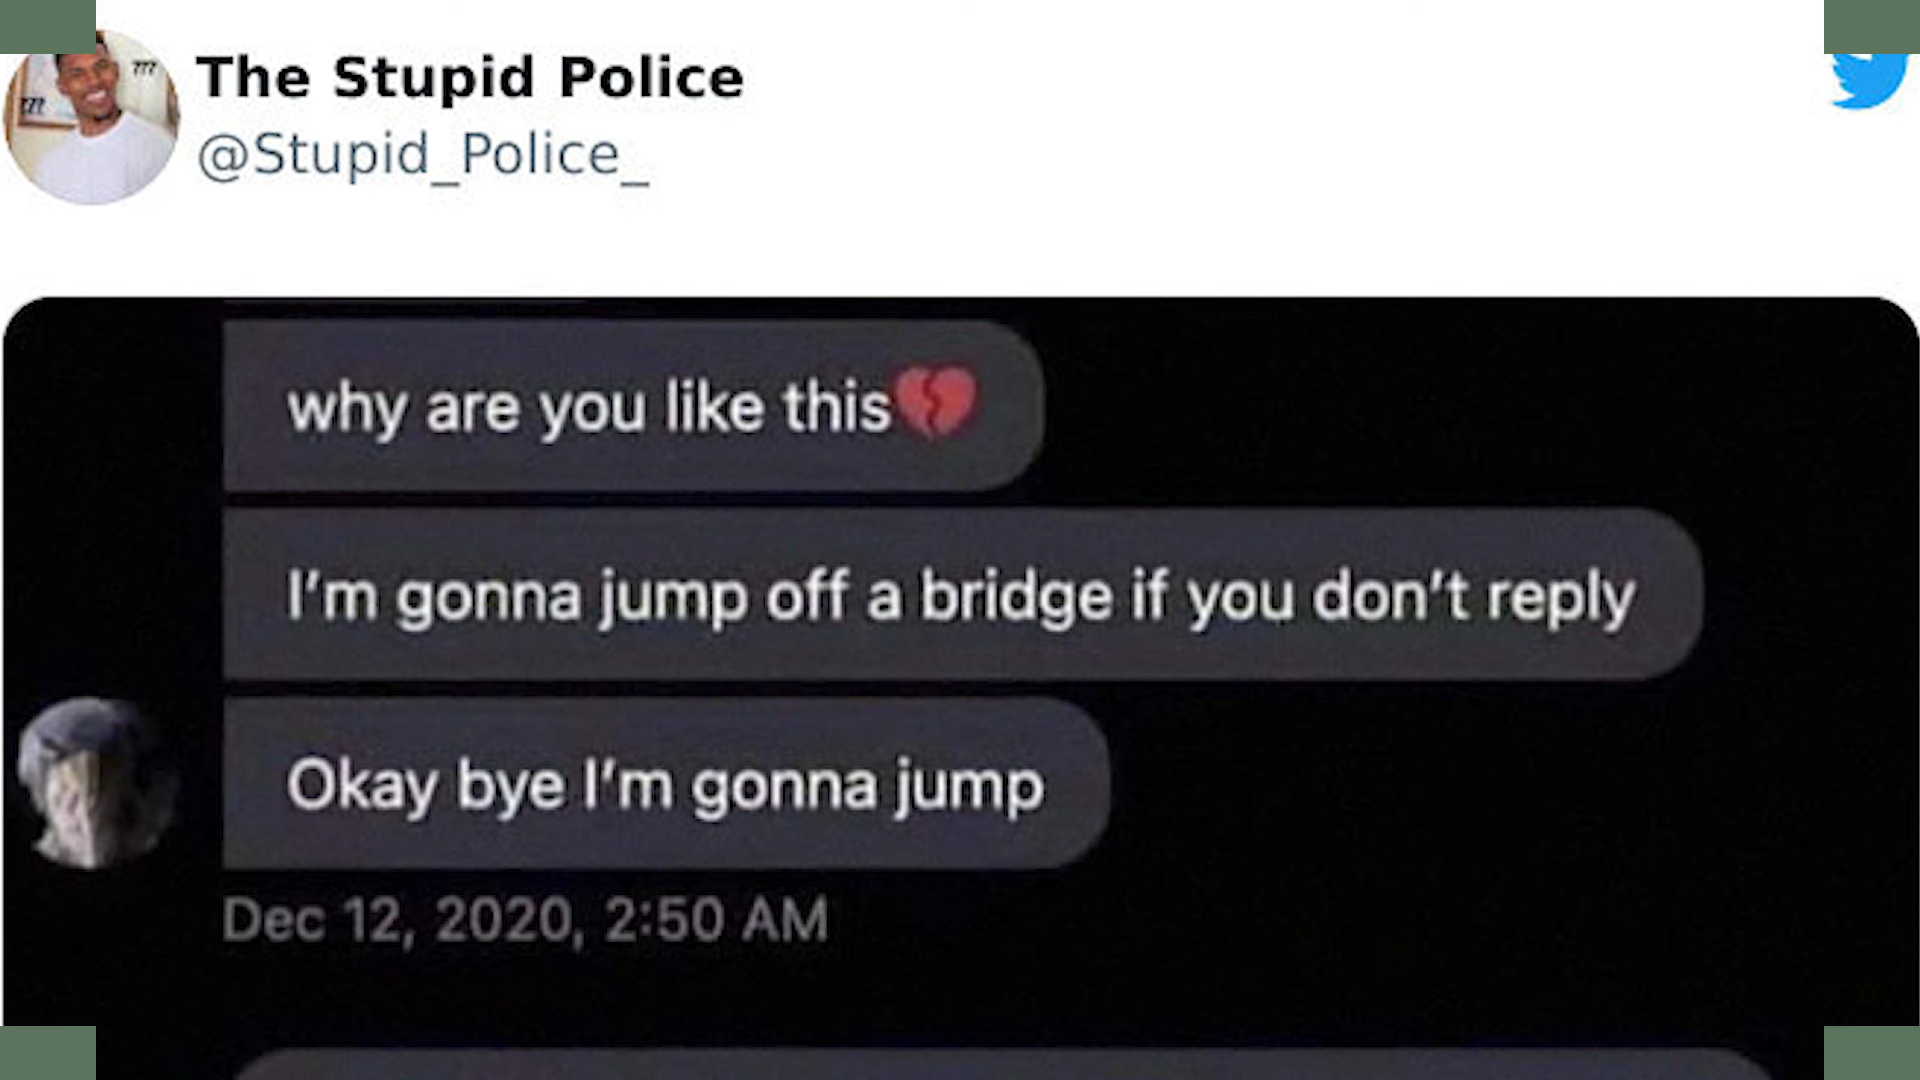 The Stupid Police
@Stupid_Police_
???
???
why are you like this💔
I'm gonna jump off a bridge if you don't reply
Okay bye I'm gonna jump
Dec 12, 2020, 2:50 AM